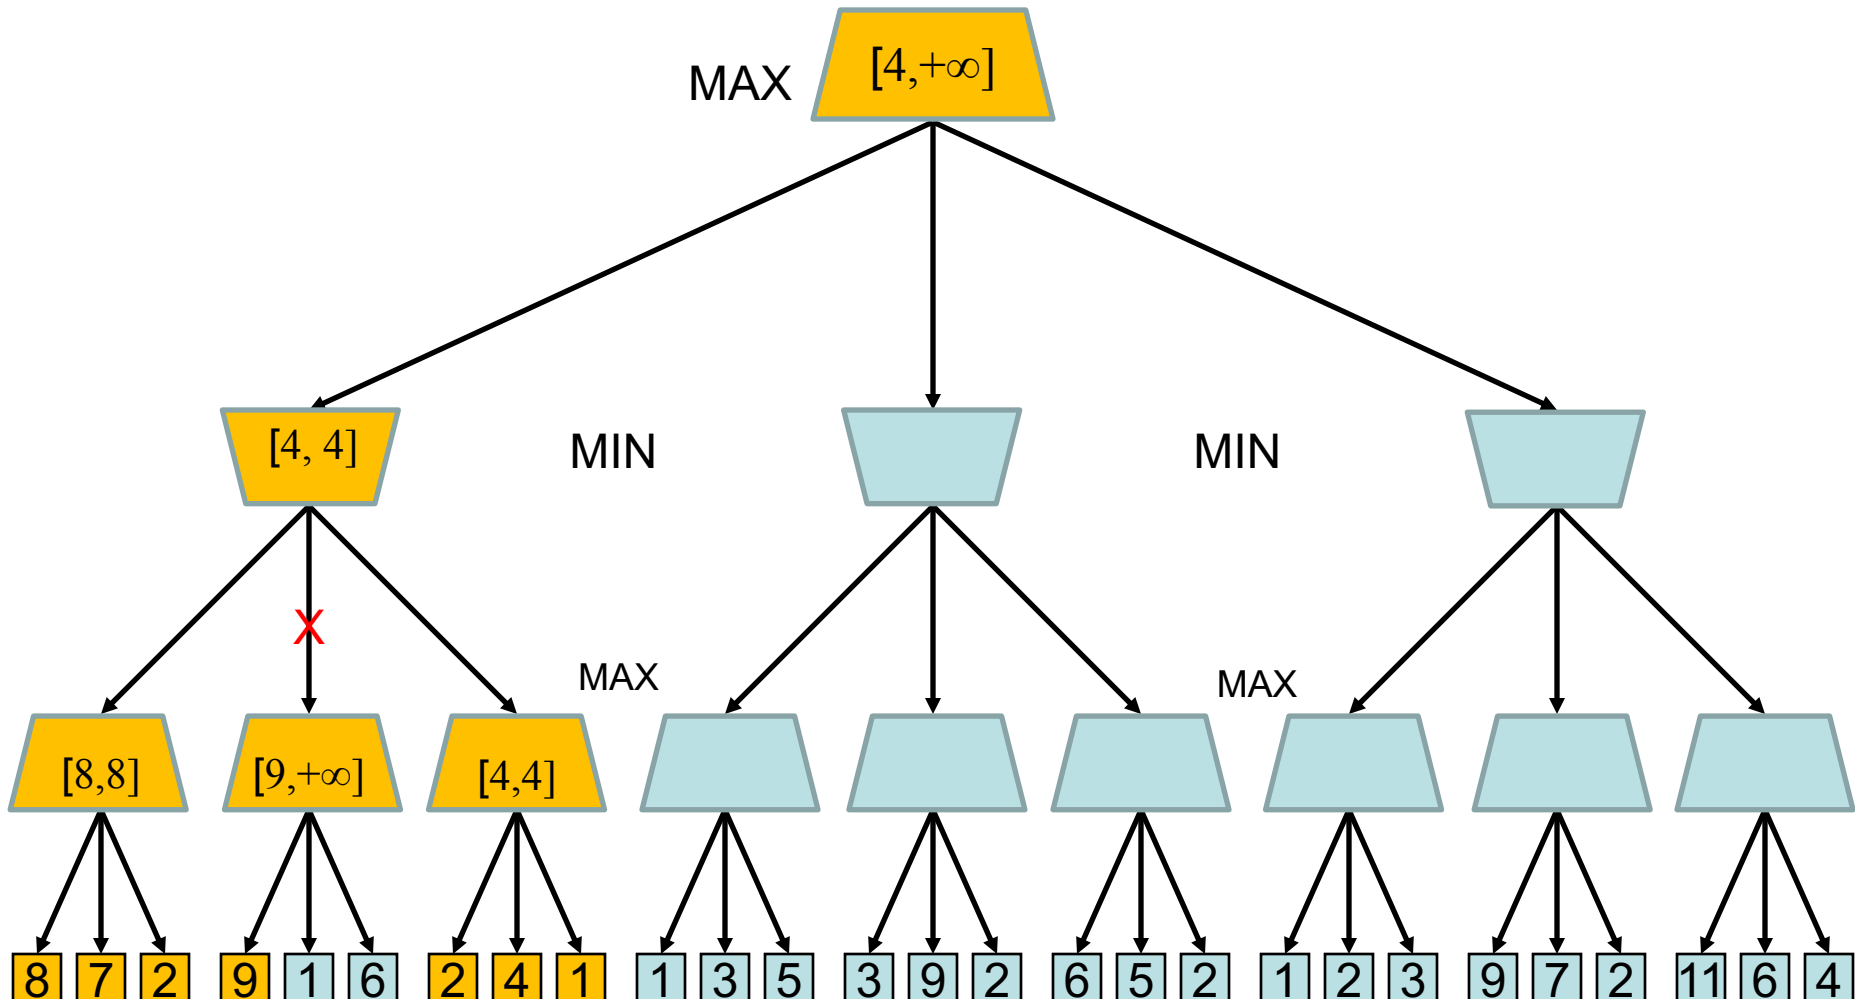 MAX [4,+∞]
[4, 4] MIN MIN
X
MAX MAX
[8,8] [9,+∞] [4,4]
8 7 2 9 1 6 2 4 1 1 3 5 3 9 2 6 5 2 1 2 3 9 7 2 11 6 4